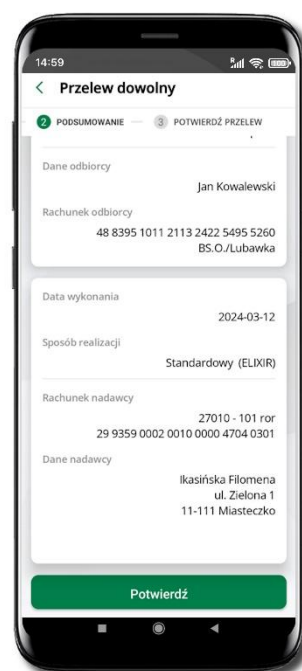 14:59
Przelew dowolny
2 PODSUMOWANIE 3 POTWIERDŹ PRZELEW
Dane odbiorcy
Jan Kowalewski
Rachunek odbiorcy
48 8395 1011 2113 2422 5495 5260
BS.O./Lubawka
Data wykonania
2024-03-12
Sposób realizacji
Standardowy (ELIXIR)
Rachunek nadawcy
27010 - 101 ror
29 9359 0002 0010 0000 4704 0301
Dane nadawcy
Ikasińska Filomena
ul. Zielona 1
11-111 Miasteczko
Potwierdź